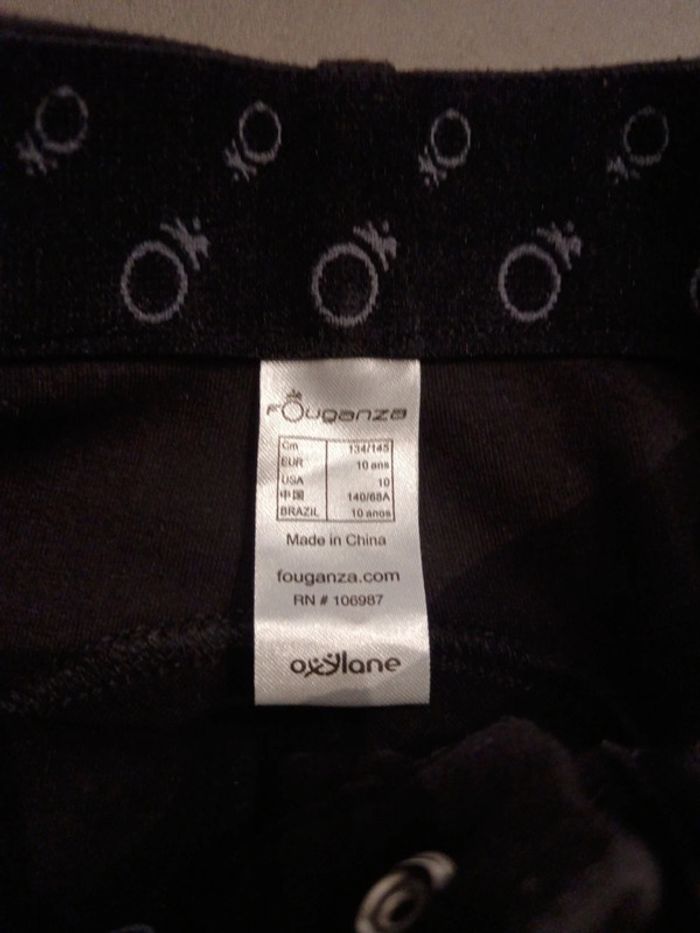 FOuganza
Cm 134/145
EUR 10 ans
USA 10
中国 140/68A
BRAZIL 10 anos
Made in China
fouganza.com
RN # 106987
oxylane